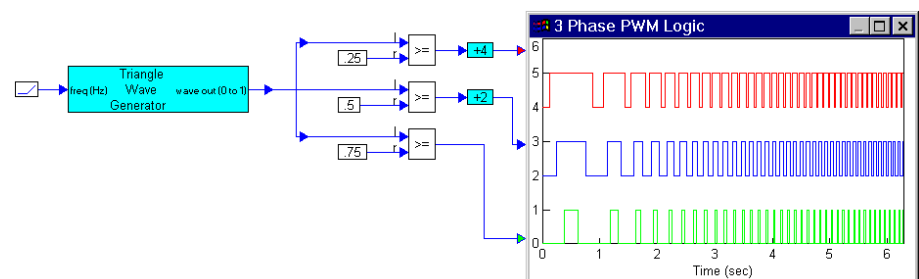 3 Phase PWM Logic
Triangle
freq(Hz) Wave wave out (0 to 1)
Generator
l
r
.25
>=
+4
l
r
.5
>=
+2
l
r
.75
>=
6
5
4
3
2
1
0
0 1 2 3 4 5 6
Time (sec)